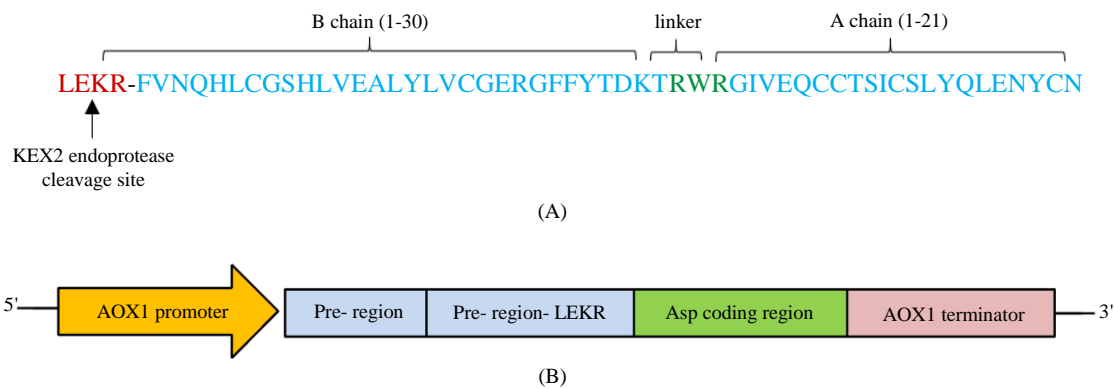 B chain (1-30) linker A chain (1-21)
LEKR-FVNQHLCGSHLVEALYLVCGERGFFYTDKTRWRGIVEQCCTSICSLYQLENYCN
KEX2 endoprotease
cleavage site
(A)
5' AOX1 promoter Pre- region Pre- region- LEKR Asp coding region AOX1 terminator 3'
(B)